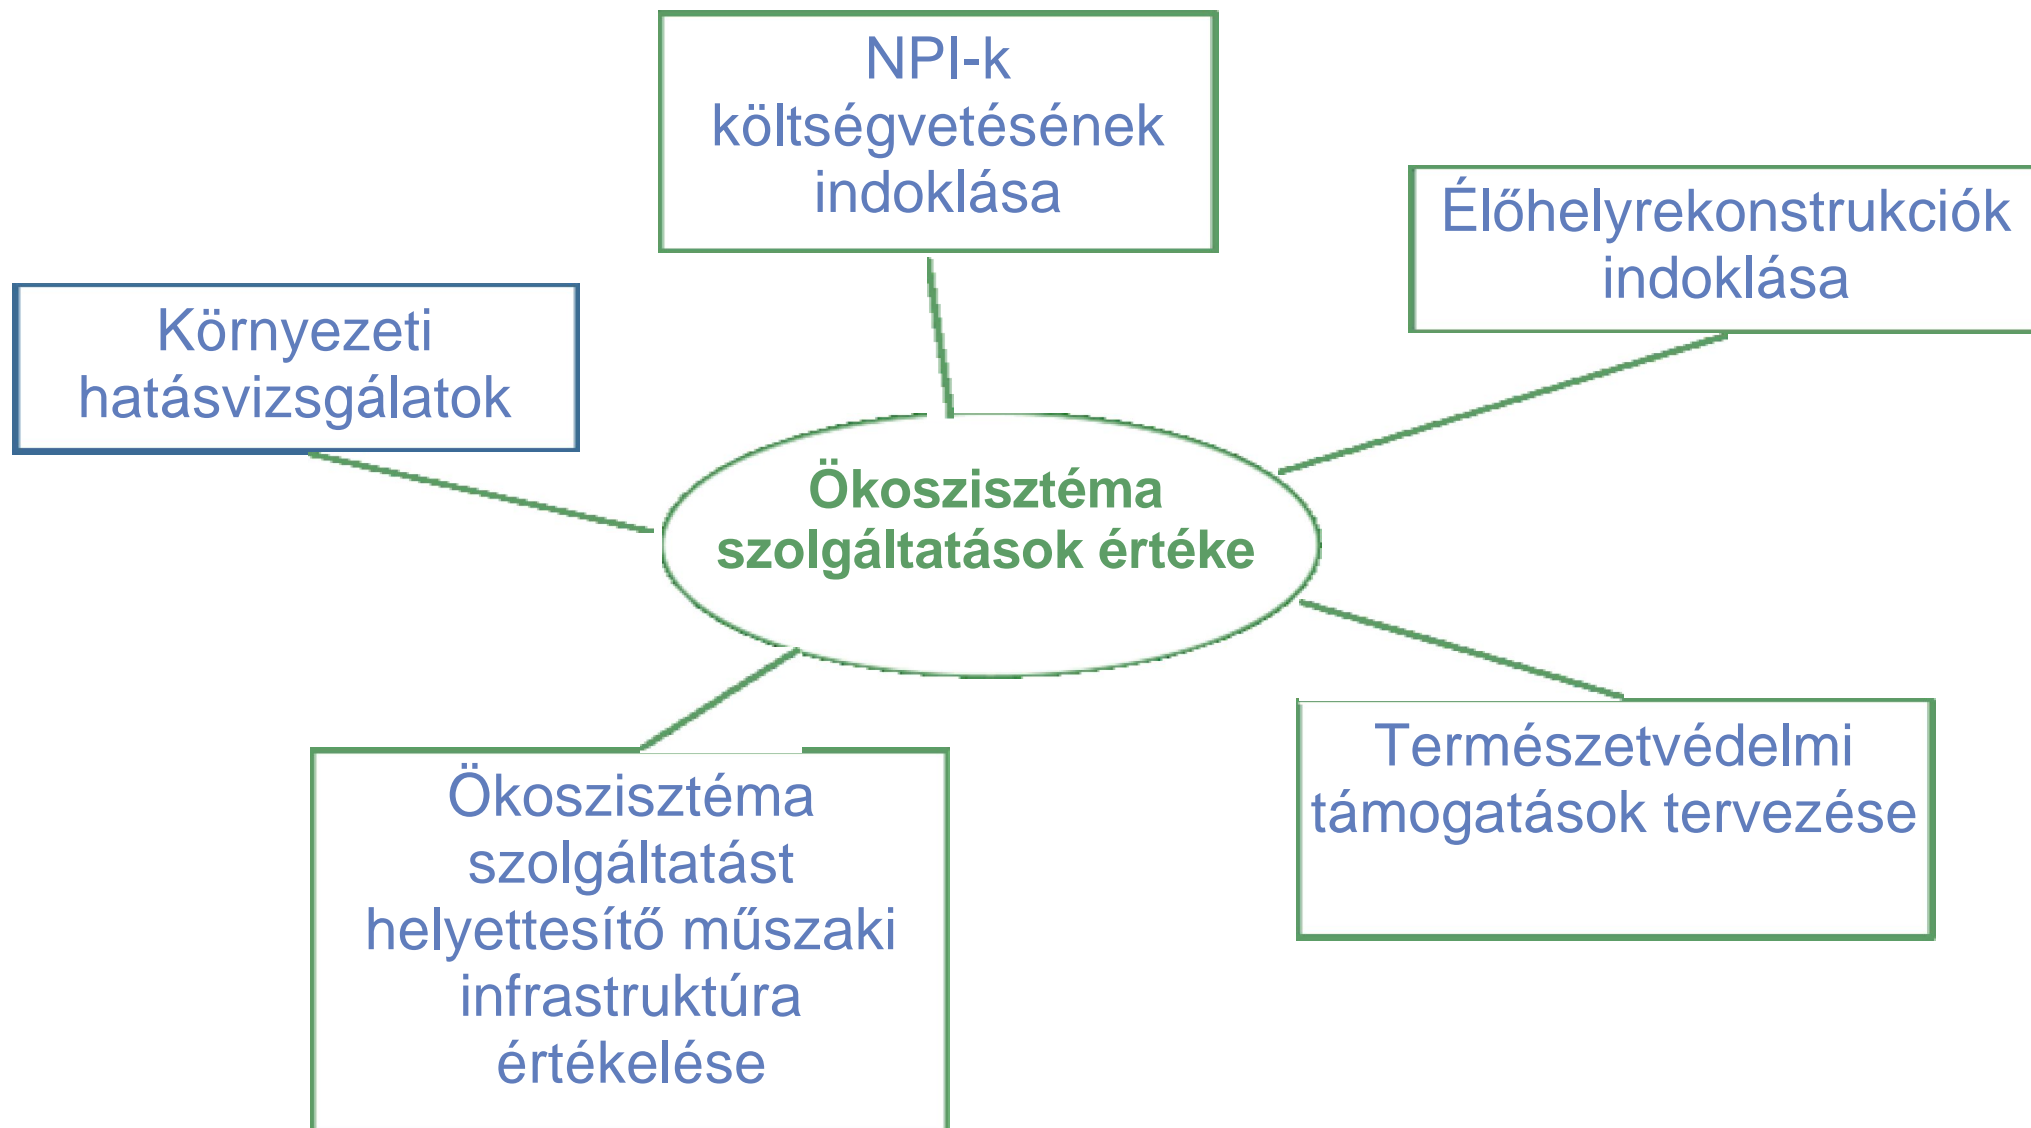 NPI-k
költségvetésének
indoklása
Élőhelyrekonstrukciók
indoklása
Környezeti
hatásvizsgálatok
Ökoszisztéma
szolgáltatások értéke
Természetvédelmi
támogatások tervezése
Ökoszisztéma
szolgáltatást
helyettesítő műszaki
infrastruktúra
értékelése